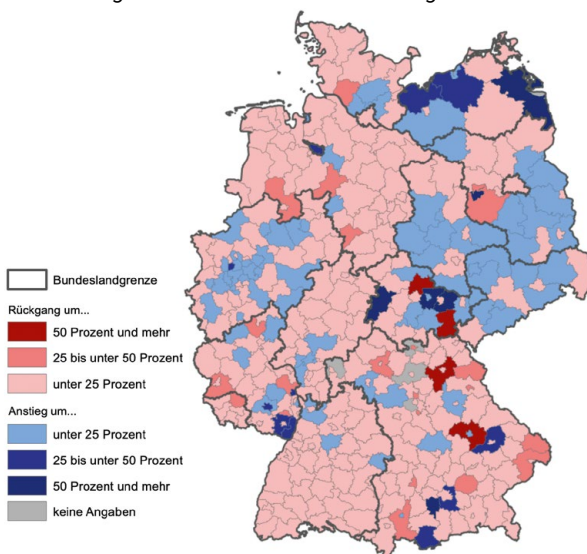 Bundeslandgrenze
Rückgang um...
50 Prozent und mehr
25 bis unter 50 Prozent
unter 25 Prozent
Anstieg um...
unter 25 Prozent
25 bis unter 50 Prozent
50 Prozent und mehr
keine Angaben